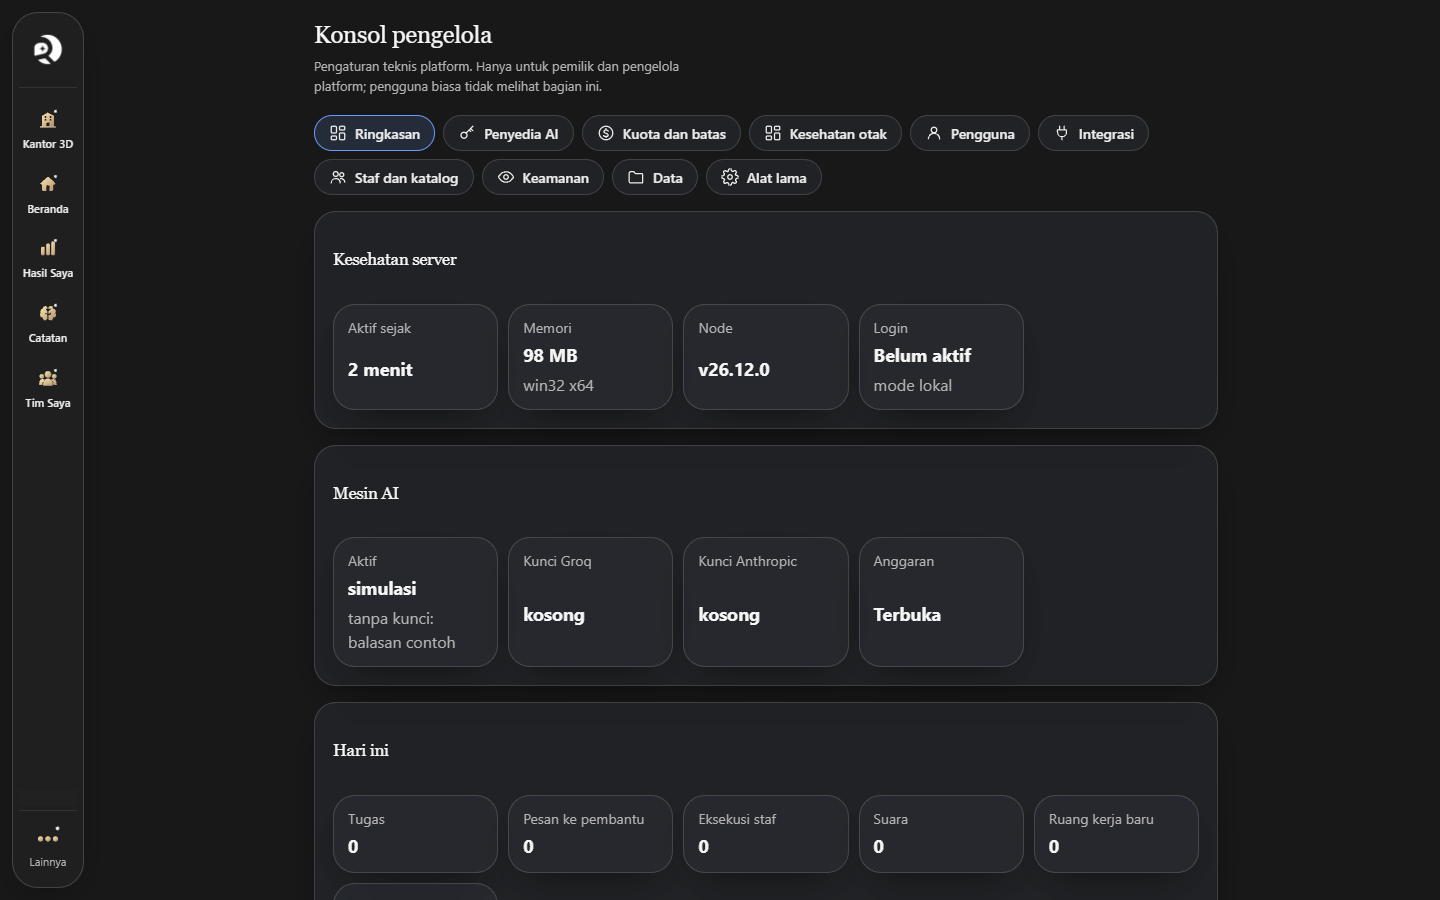 Konsol pengelola
Pengaturan teknis platform. Hanya untuk pemilik dan pengelola
platform; pengguna biasa tidak melihat bagian ini.
Ringkasan
Penyedia AI
Kuota dan batas
Kesehatan otak
Pengguna
Integrasi
Staf dan katalog
Keamanan
Data
Alat lama
Kantor 3D
Beranda
Hasil Saya
Catatan
Tim Saya
Lainnya
Kesehatan server
Aktif sejak
2 menit
Memori
98 MB
win32 x64
Node
v26.12.0
Login
Belum aktif
mode lokal
Mesin AI
Aktif
simulasi
tanpa kunci:
balasan contoh
Kunci Groq
kosong
Kunci Anthropic
kosong
Anggaran
Terbuka
Hari ini
Tugas
0
Pesan ke pembantu
0
Eksekusi staf
0
Suara
0
Ruang kerja baru
0